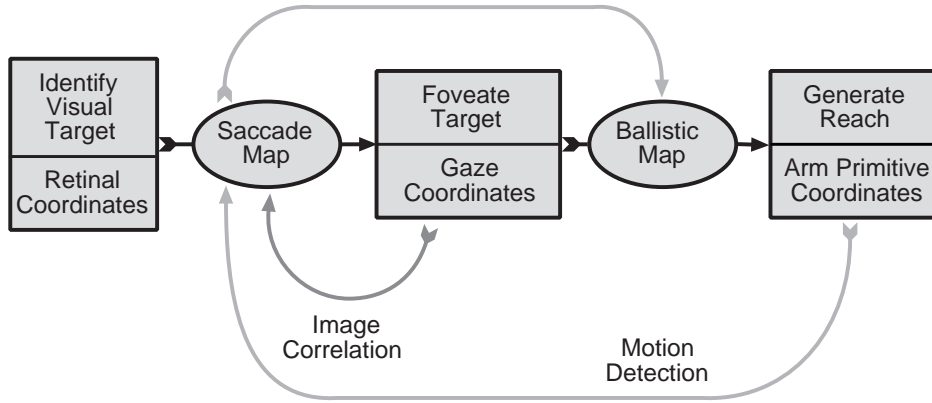 Identify
Visual
Target
Retinal
Coordinates
Saccade
Map
Foveate
Target
Gaze
Coordinates
Ballistic
Map
Generate
Reach
Arm Primitive
Coordinates
Image
Correlation
Motion
Detection